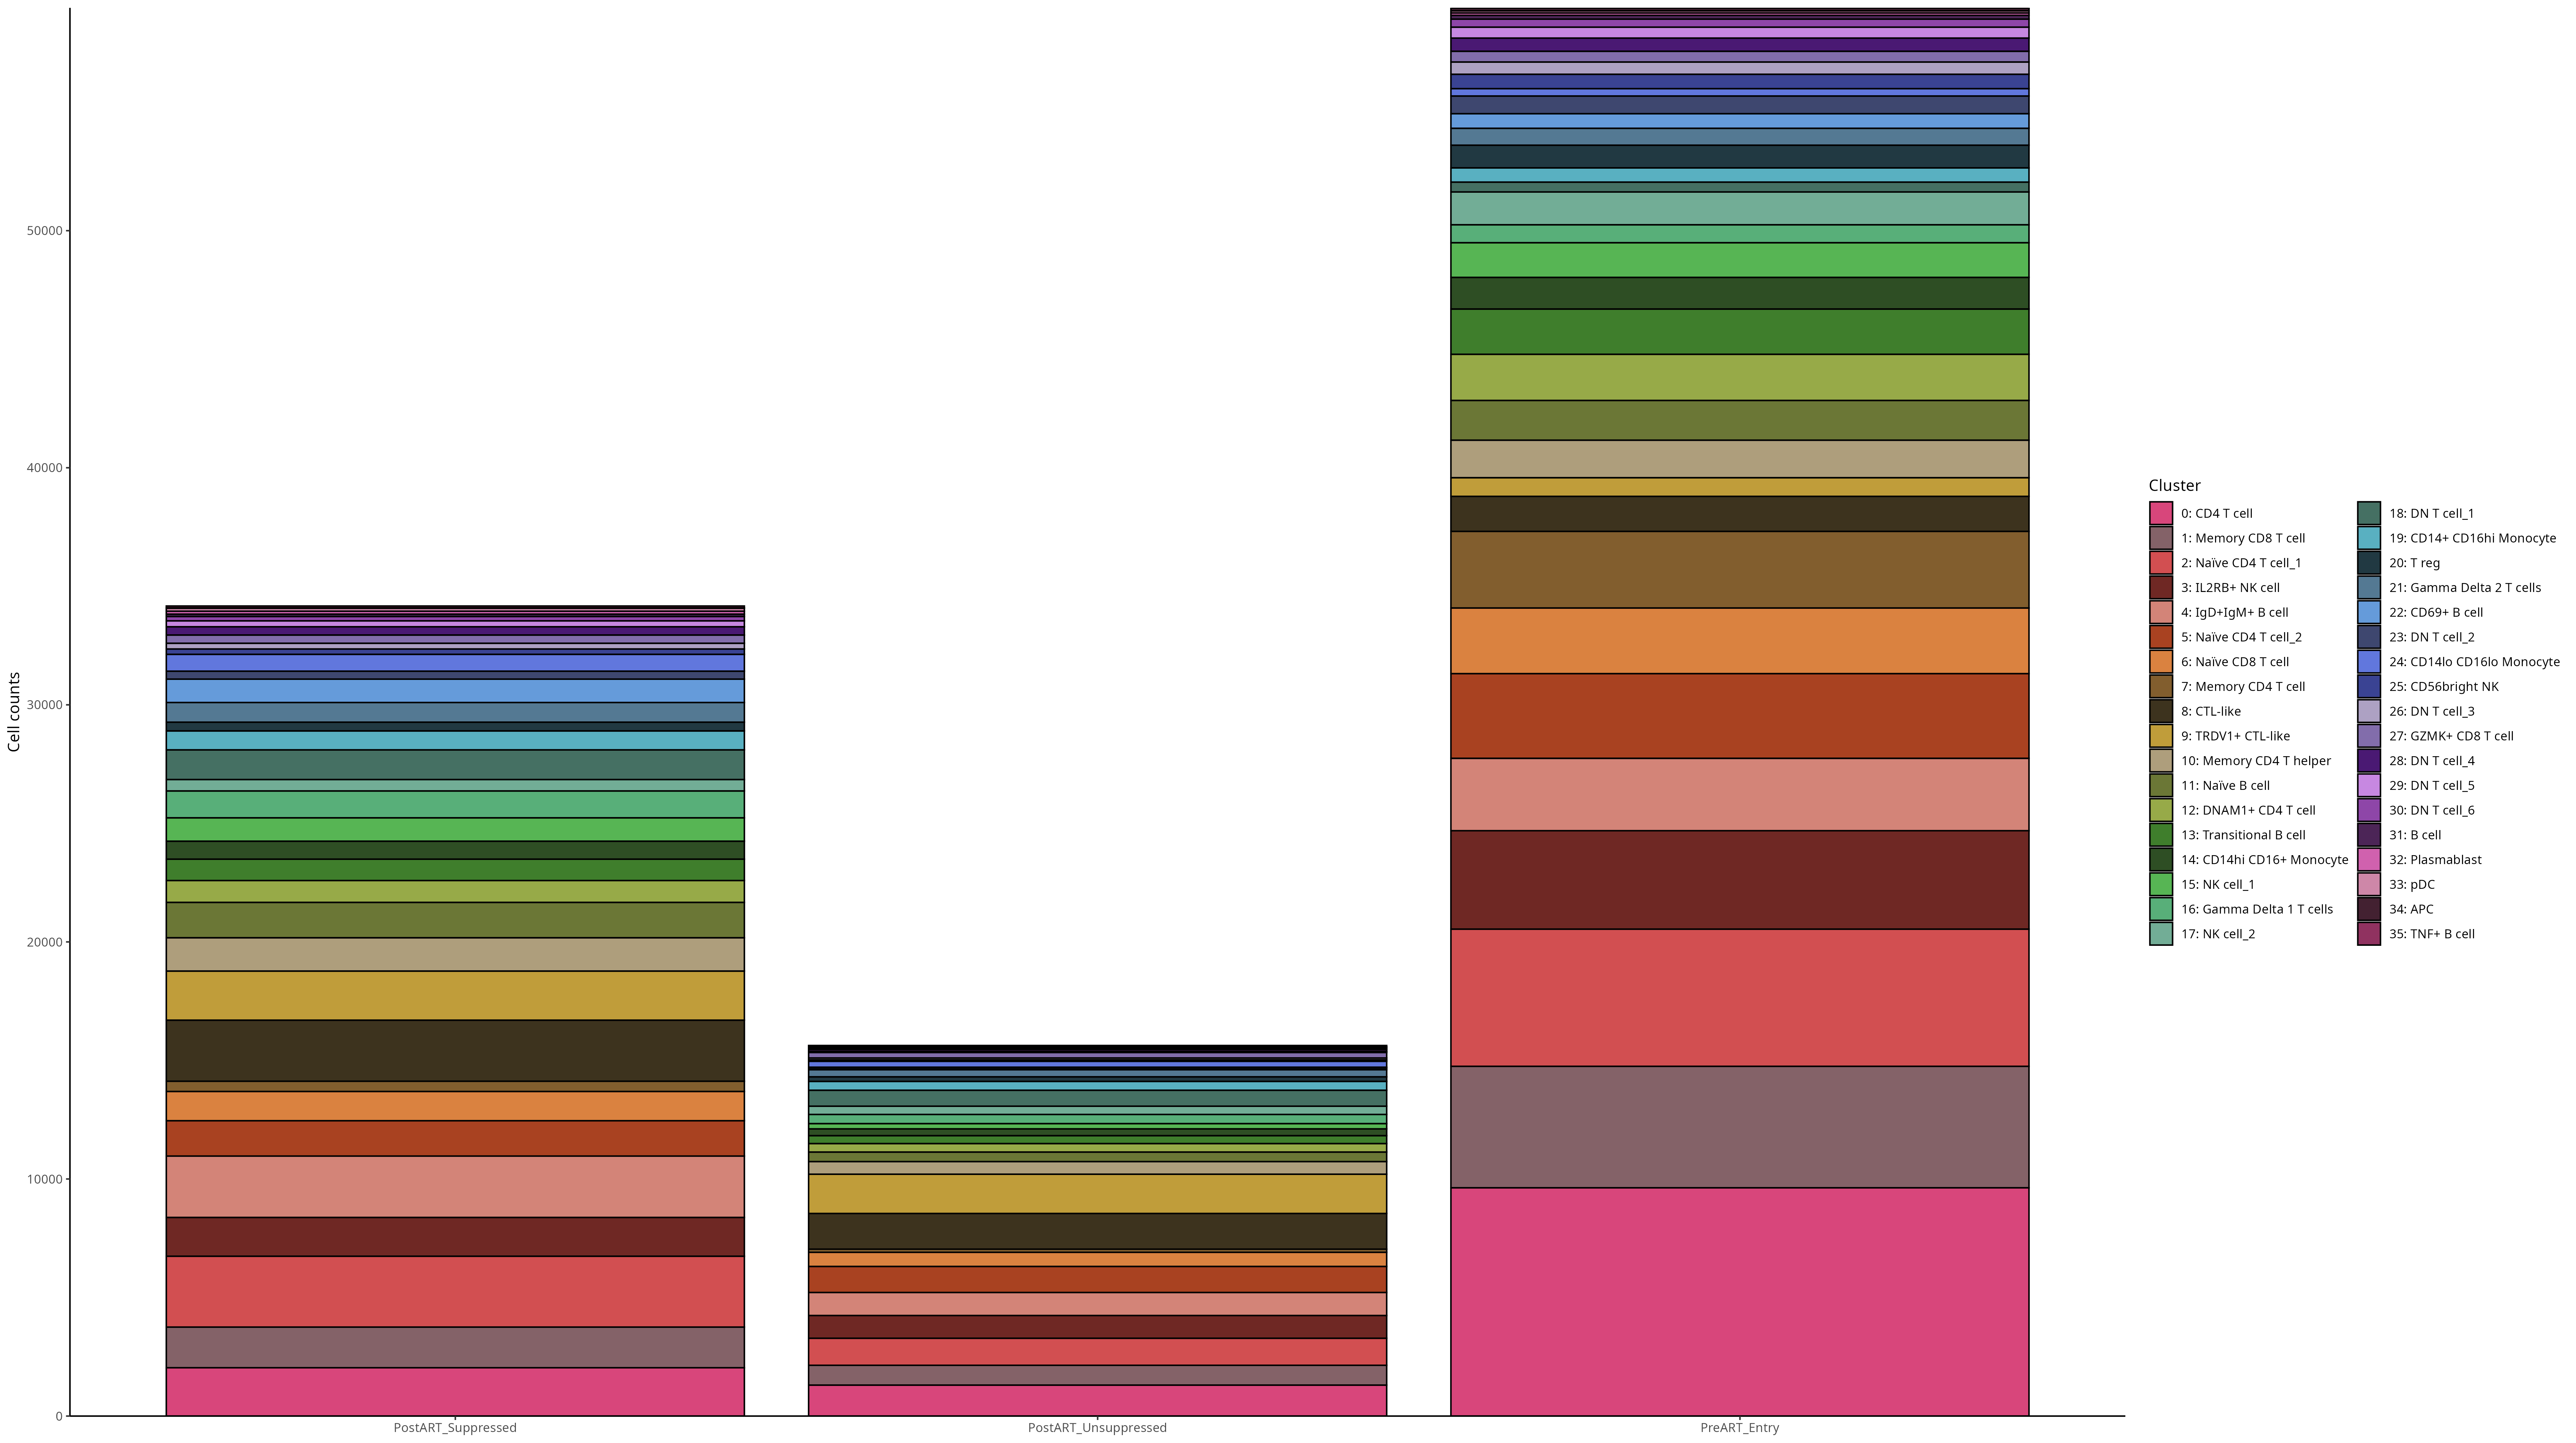 50000
40000
30000
20000
10000
0
Cell counts
PostART_Suppressed
PostART_Unsuppressed
PreART_Entry
Cluster
0: CD4 T cell
1: Memory CD8 T cell
2: Naïve CD4 T cell_1
3: IL2RB+ NK cell
4: IgD+IgM+ B cell
5: Naïve CD4 T cell_2
6: Naïve CD8 T cell
7: Memory CD4 T cell
8: CTL-like
9: TRDV1+ CTL-like
10: Memory CD4 T helper
11: Naïve B cell
12: DNAM1+ CD4 T cell
13: Transitional B cell
14: CD14hi CD16+ Monocyte
15: NK cell_1
16: Gamma Delta 1 T cells
17: NK cell_2
18: DN T cell_1
19: CD14+ CD16hi Monocyte
20: T reg
21: Gamma Delta 2 T cells
22: CD69+ B cell
23: DN T cell_2
24: CD14lo CD16lo Monocyte
25: CD56bright NK
26: DN T cell_3
27: GZMK+ CD8 T cell
28: DN T cell_4
29: DN T cell_5
30: DN T cell_6
31: B cell
32: Plasmablast
33: pDC
34: APC
35: TNF+ B cell